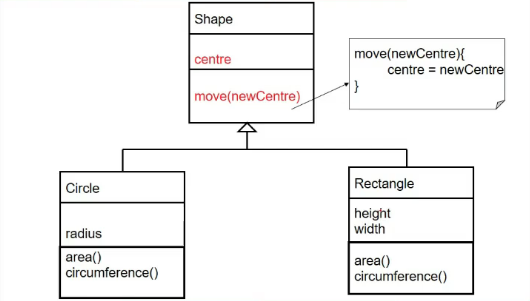 Shape
centre
move(newCentre)
move(newCentre){
centre = newCentre
}
Circle
radius
area()
circumference()
Rectangle
height
width
area()
circumference()